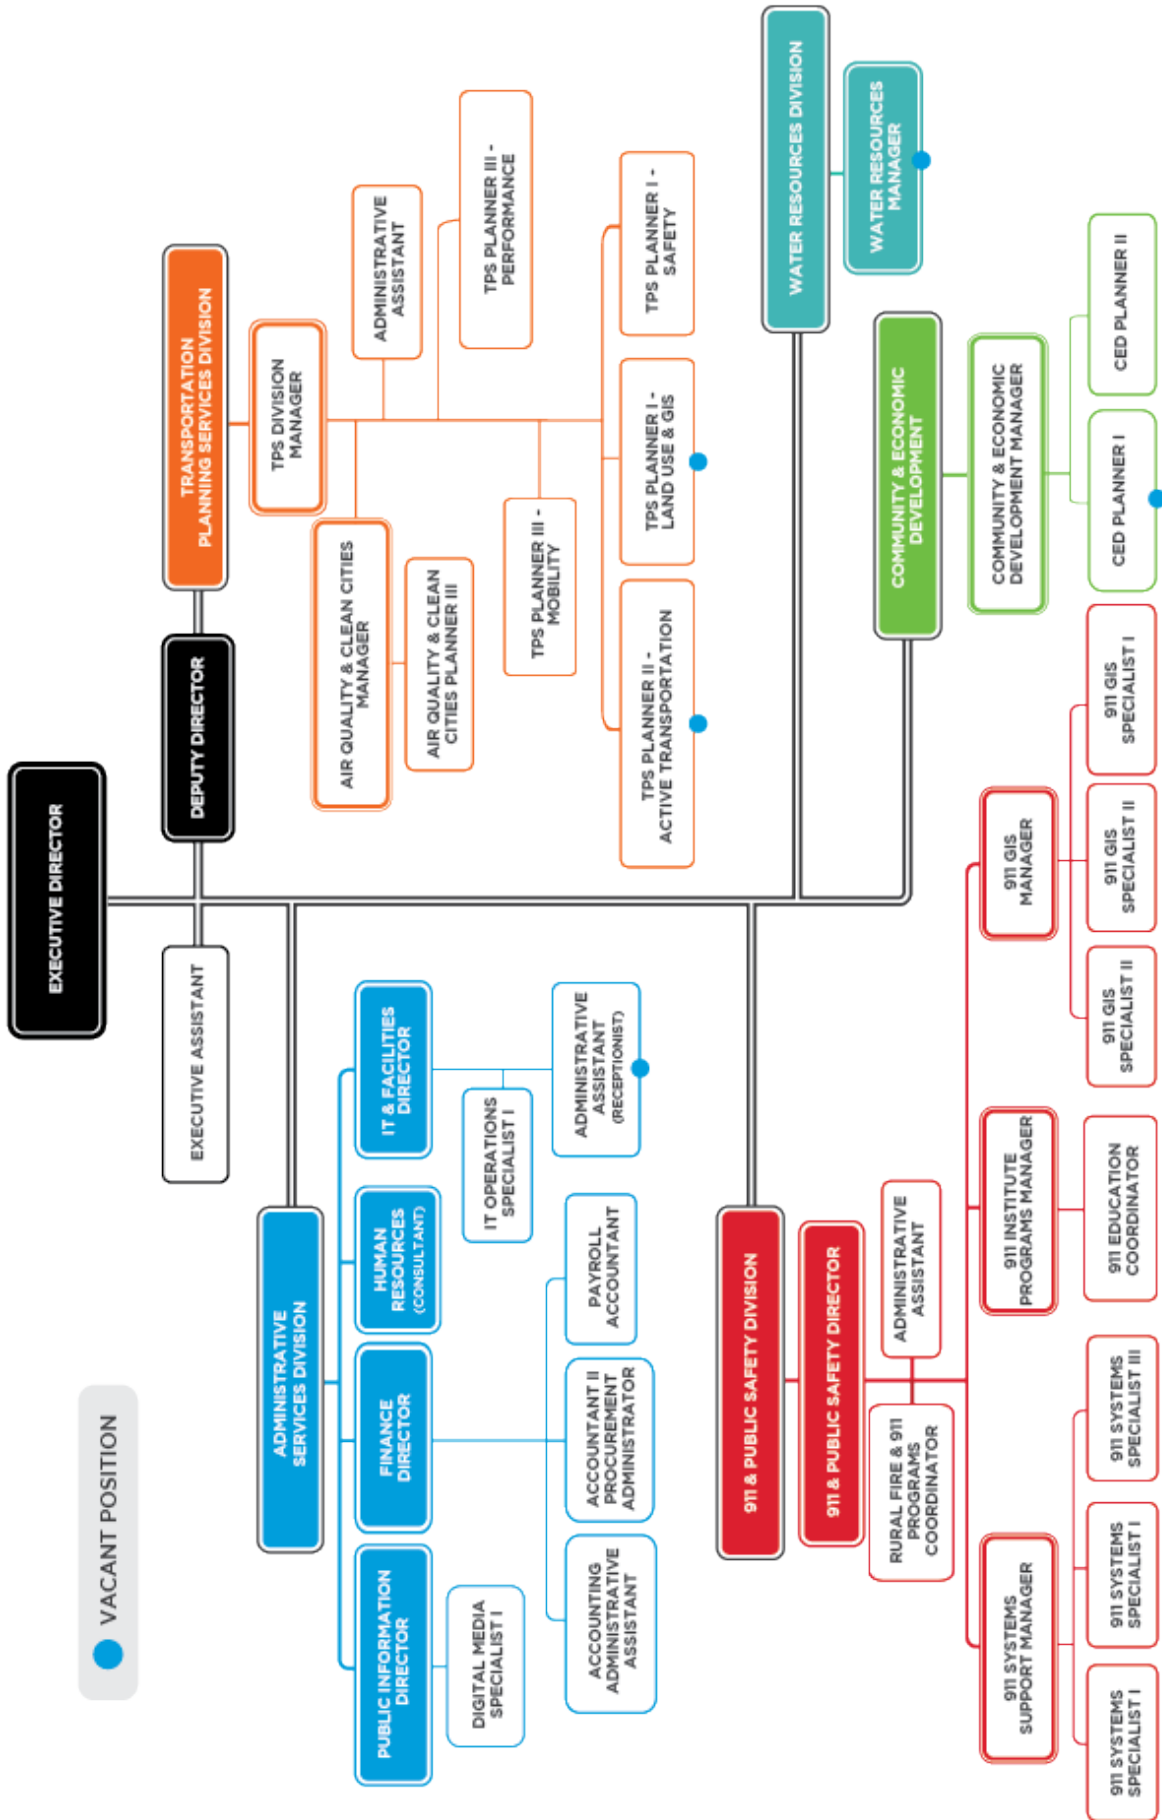 VACANT POSITION
EXECUTIVE DIRECTOR
EXECUTIVE ASSISTANT
DEPUTY DIRECTOR
ADMINISTRATIVE
SERVICES DIVISION
PUBLIC INFORMATION
DIRECTOR
DIGITAL MEDIA
SPECIALIST I
FINANCE
DIRECTOR
ACCOUNTING
ADMINISTRATIVE
ASSISTANT
ACCOUNTANT II
PROCUREMENT
ADMINISTRATOR
PAYROLL
ACCOUNTANT
HUMAN
RESOURCES
(CONSULTANT)
IT & FACILITIES
DIRECTOR
IT OPERATIONS
SPECIALIST I
ADMINISTRATIVE
ASSISTANT
(RECEPTIONIST)
TRANSPORTATION
PLANNING SERVICES DIVISION
TPS DIVISION
MANAGER
AIR QUALITY & CLEAN CITIES
MANAGER
AIR QUALITY & CLEAN
CITIES PLANNER III
ADMINISTRATIVE
ASSISTANT
TPS PLANNER III -
PERFORMANCE
TPS PLANNER III -
MOBILITY
TPS PLANNER II -
ACTIVE TRANSPORTATION
TPS PLANNER I -
LAND USE & GIS
TPS PLANNER I -
SAFETY
911 & PUBLIC SAFETY DIVISION
911 & PUBLIC SAFETY DIRECTOR
RURAL FIRE & 911
PROGRAMS
COORDINATOR
ADMINISTRATIVE
ASSISTANT
911 SYSTEMS
SUPPORT MANAGER
911 SYSTEMS
SPECIALIST I
911 SYSTEMS
SPECIALIST I
911 SYSTEMS
SPECIALIST III
911 INSTITUTE
PROGRAMS MANAGER
911 EDUCATION
COORDINATOR
911 GIS
MANAGER
911 GIS
SPECIALIST II
911 GIS
SPECIALIST II
911 GIS
SPECIALIST I
WATER RESOURCES DIVISION
WATER RESOURCES
MANAGER
COMMUNITY & ECONOMIC
DEVELOPMENT
COMMUNITY & ECONOMIC
DEVELOPMENT MANAGER
CED PLANNER I
CED PLANNER II